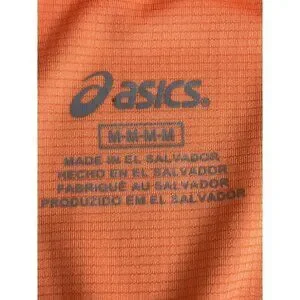 asics.
M-M-M-M
MADE IN EL SALVADOR
HECHO EN EL SALVADOR
FABRIQUÉ AU SALVADOR
PRODUZIDO EM EL SALVADOR